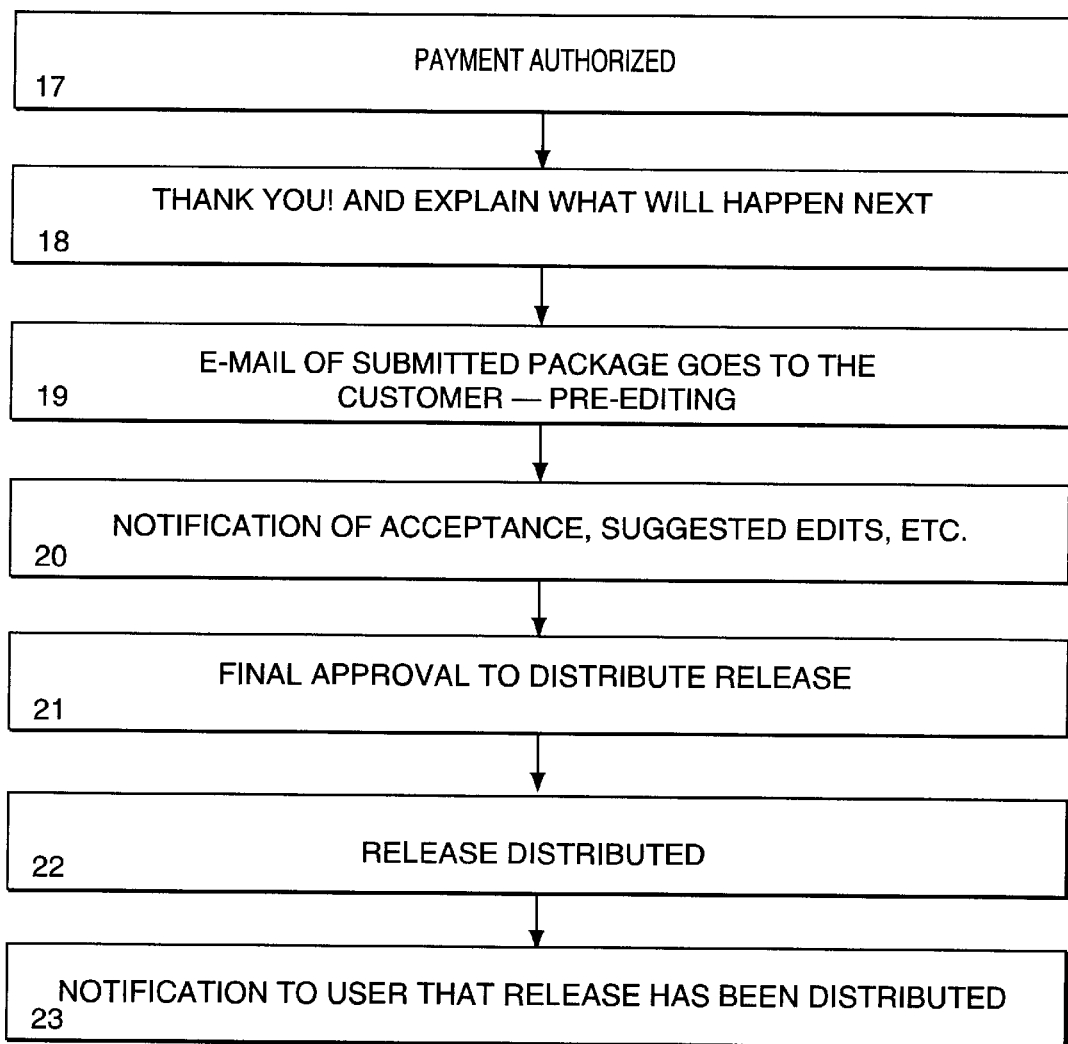 PAYMENT AUTHORIZED
17
THANK YOU! AND EXPLAIN WHAT WILL HAPPEN NEXT
18
E-MAIL OF SUBMITTED PACKAGE GOES TO THE
CUSTOMER — PRE-EDITING
19
NOTIFICATION OF ACCEPTANCE, SUGGESTED EDITS, ETC.
20
FINAL APPROVAL TO DISTRIBUTE RELEASE
21
RELEASE DISTRIBUTED
22
NOTIFICATION TO USER THAT RELEASE HAS BEEN DISTRIBUTED
23